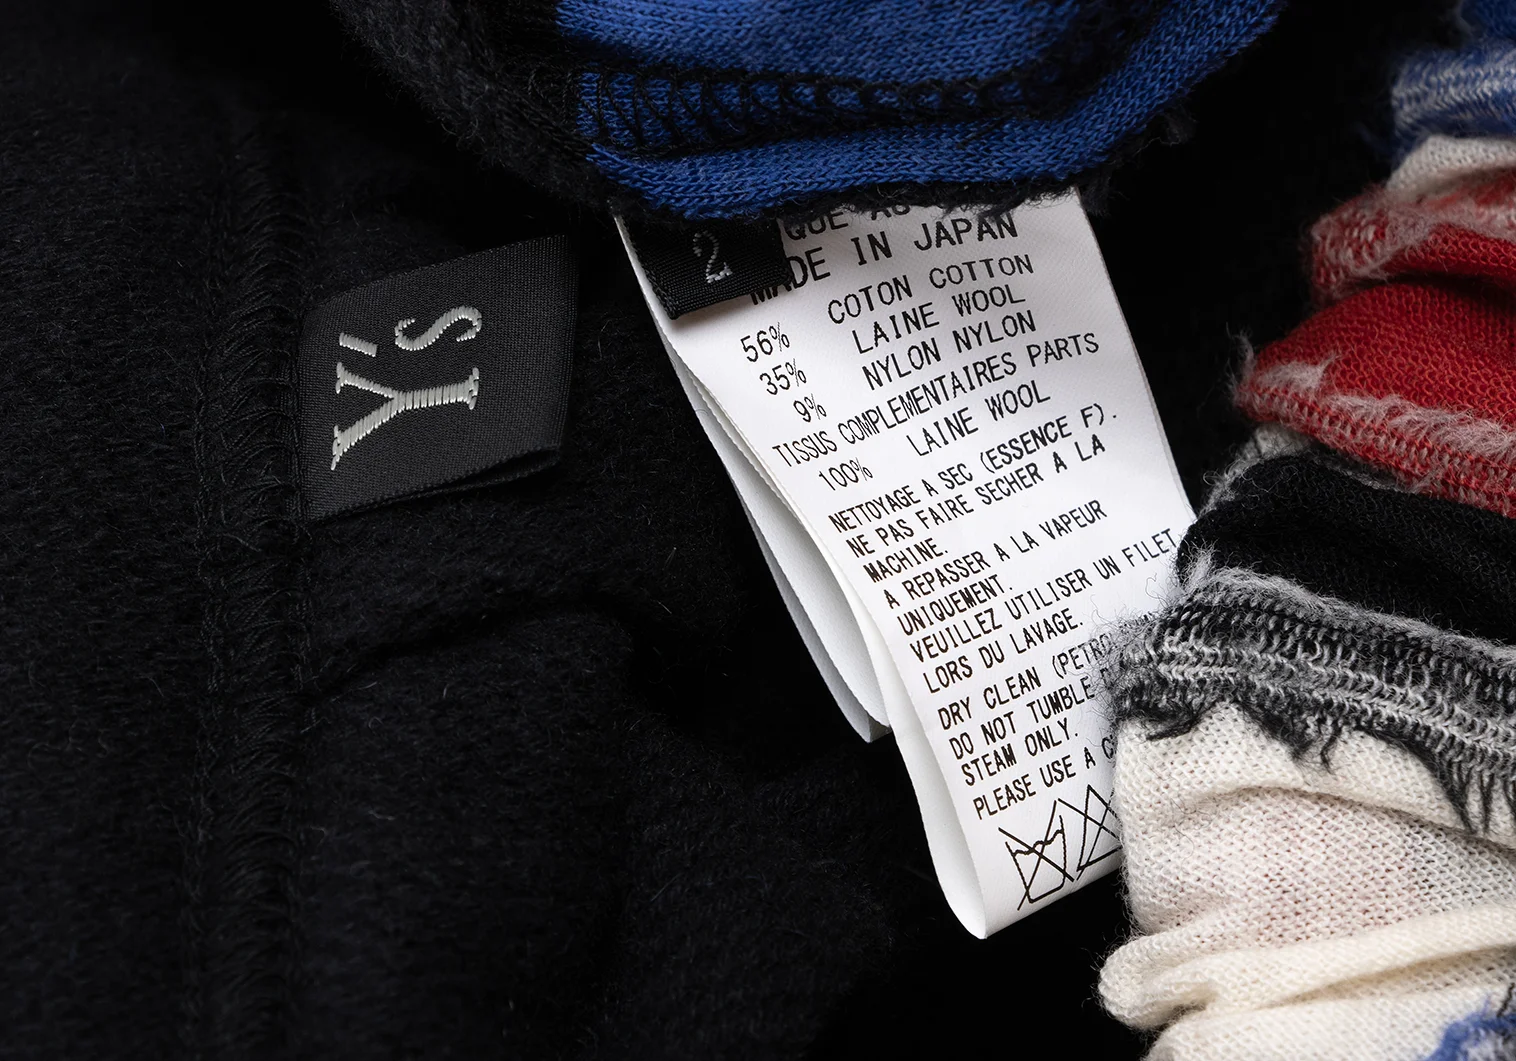 Y's
2
MADE IN JAPAN
56% COTON COTTON
35% LAINE WOOL
9% NYLON NYLON
TISSUS COMPLEMENTAIRES PARTS
100% LAINE WOOL
NETTOYAGE A SEC (ESSENCE F).
NE PAS FAIRE SECHER A LA
MACHINE.
A REPASSER A LA VAPEUR
UNIQUEMENT.
VEUILLEZ UTILISER UN FILET
LORS DU LAVAGE.
DRY CLEAN
DO NOT TUMBLE
STEAM ONLY.
PLEASE USE A